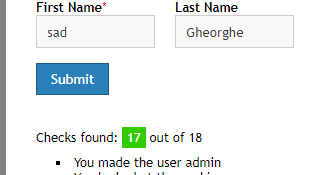 First Name* Last Name
sad Gheorghe
Submit
Checks found: 17 out of 18
You made the user admin